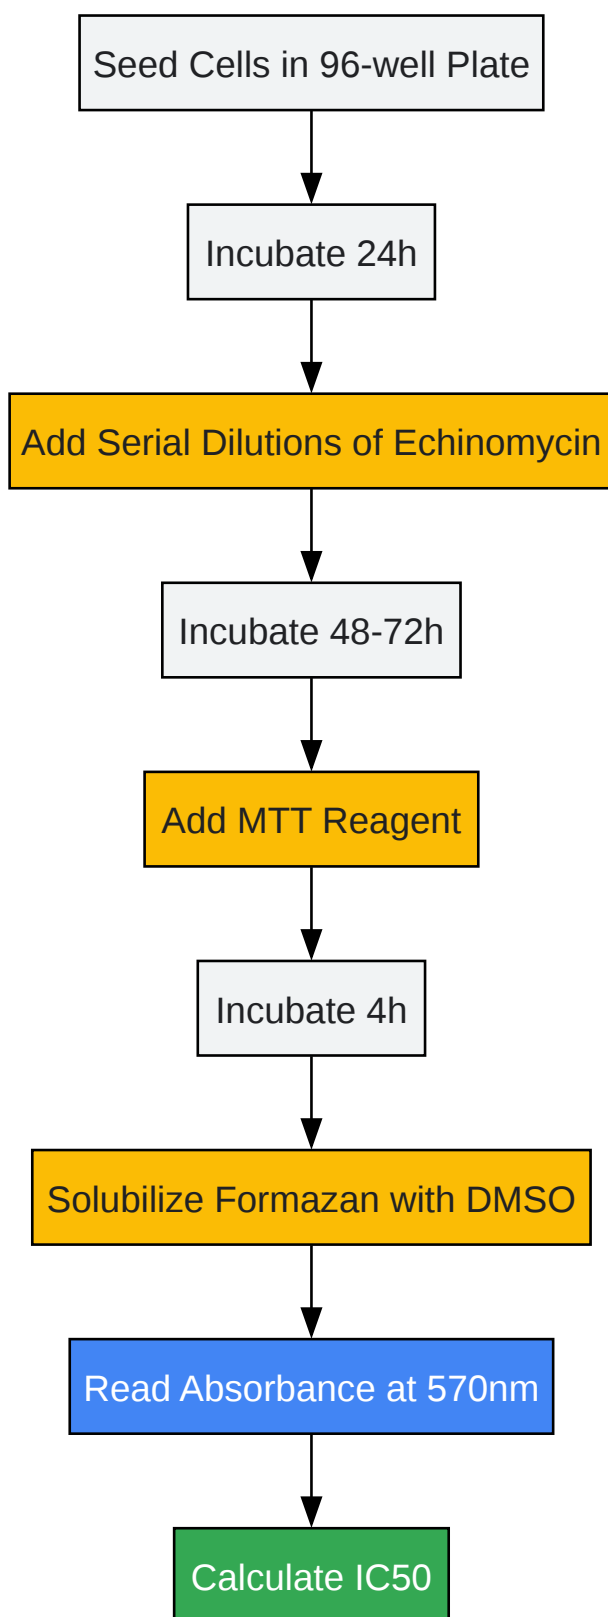 Seed Cells in 96-well Plate
Incubate 24h
Add Serial Dilutions of Echinomycin
Incubate 48-72h
Add MTT Reagent
Incubate 4h
Solubilize Formazan with DMSO
Read Absorbance at 570nm
Calculate IC50